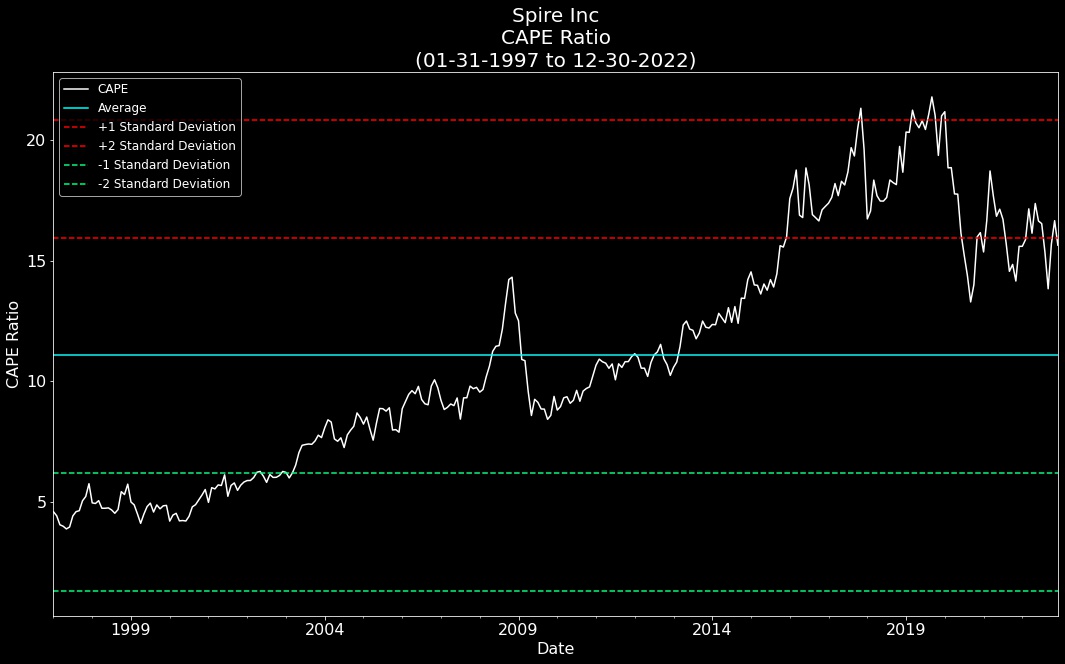 Spire Inc
CAPE Ratio
(01-31-1997 to 12-30-2022)
CAPE
Average
+1 Standard Deviation
+2 Standard Deviation
-1 Standard Deviation
-2 Standard Deviation
CAPE Ratio
20
15
10
5
1999
2004
2009
2014
2019
Date